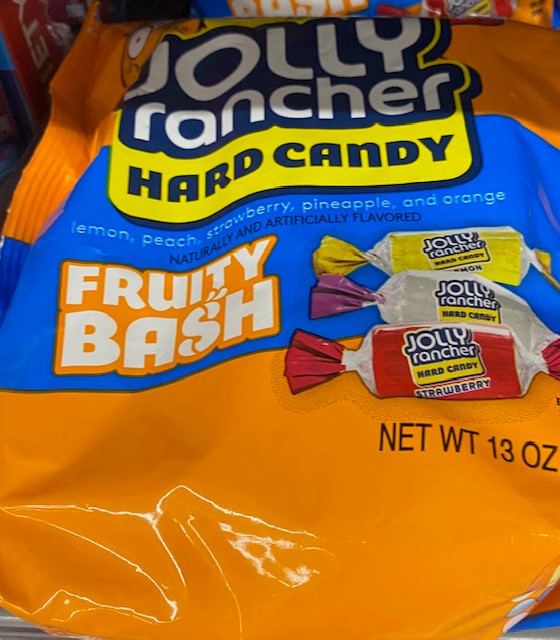 BASH
JOLLY
rancher
HARD CANDY
lemon, peach, strawberry, pineapple, and orange
NATURALLY AND ARTIFICIALLY FLAVORED
FRUITY
BASH
JOLLY
rancher
HARD CANDY
JOLLY
rancher
HARD CANDY
JOLLY
rancher
HARD CANDY
STRAWBERRY
NET WT 13 OZ